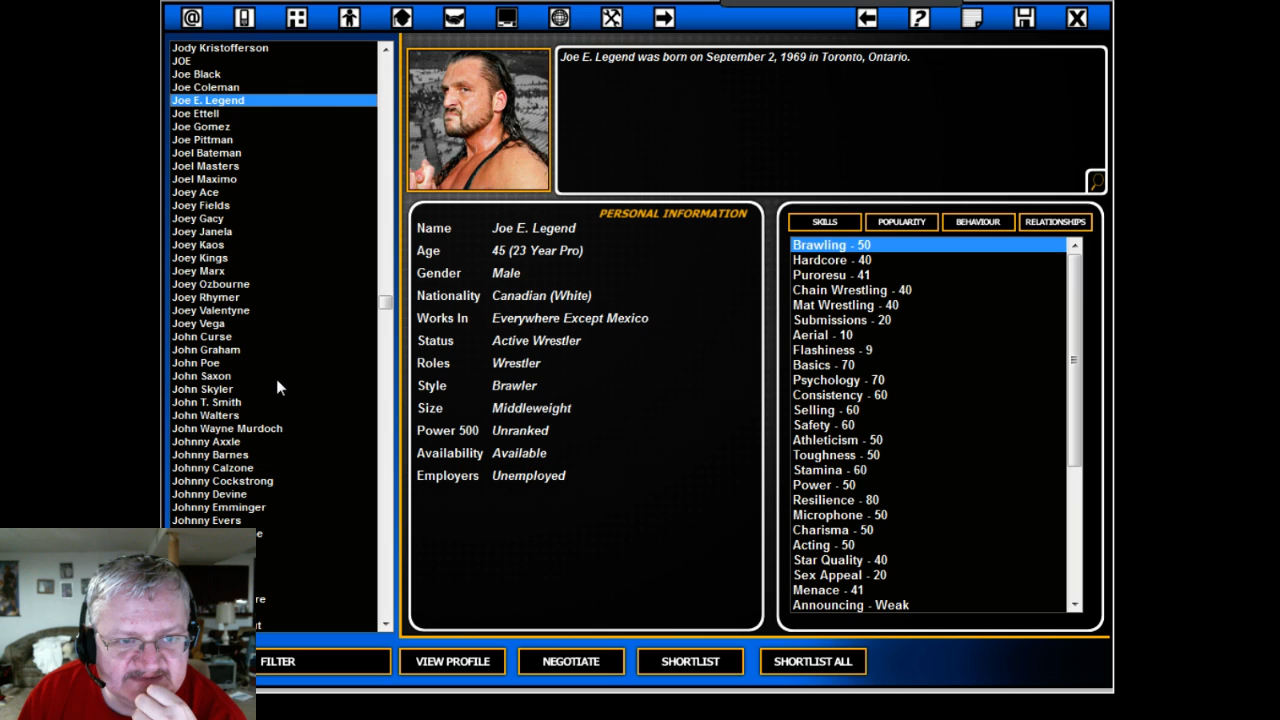 Jody Kristofferson
JOE
Joe Black
Joe Coleman
Joe E. Legend
Joe Ettell
Joe Gomez
Joe Pittman
Joel Bateman
Joel Masters
Joel Maximo
Joey Ace
Joey Fields
Joey Gacy
Joey Janela
Joey Kaos
Joey Kings
Joey Marx
Joey Ozbourne
Joey Rhymer
Joey Valentyne
Joey Vega
John Curse
John Graham
John Poe
John Saxon
John Skyler
John T. Smith
John Walters
John Wayne Murdoch
Johnny Axxle
Johnny Barnes
Johnny Calzone
Johnny Cockstrong
Johnny Devine
Johnny Emminger
Johnny Evers
FILTER
Joe E. Legend was born on September 2, 1969 in Toronto, Ontario.
PERSONAL INFORMATION
Name Joe E. Legend
Age 45 (23 Year Pro)
Gender Male
Nationality Canadian (White)
Works In Everywhere Except Mexico
Status Active Wrestler
Roles Wrestler
Style Brawler
Size Middleweight
Power 500 Unranked
Availability Available
Employers Unemployed
SKILLS POPULARITY BEHAVIOUR RELATIONSHIPS
Brawling - 50
Hardcore - 40
Puroresu - 41
Chain Wrestling - 40
Mat Wrestling - 40
Submissions - 20
Aerial - 10
Flashiness - 9
Basics - 70
Psychology - 70
Consistency - 60
Selling - 60
Safety - 60
Athleticism - 50
Toughness - 50
Stamina - 60
Power - 50
Resilience - 80
Microphone - 50
Charisma - 50
Acting - 50
Star Quality - 40
Sex Appeal - 20
Menace - 41
Announcing - Weak
VIEW PROFILE NEGOTIATE SHORTLIST SHORTLIST ALL